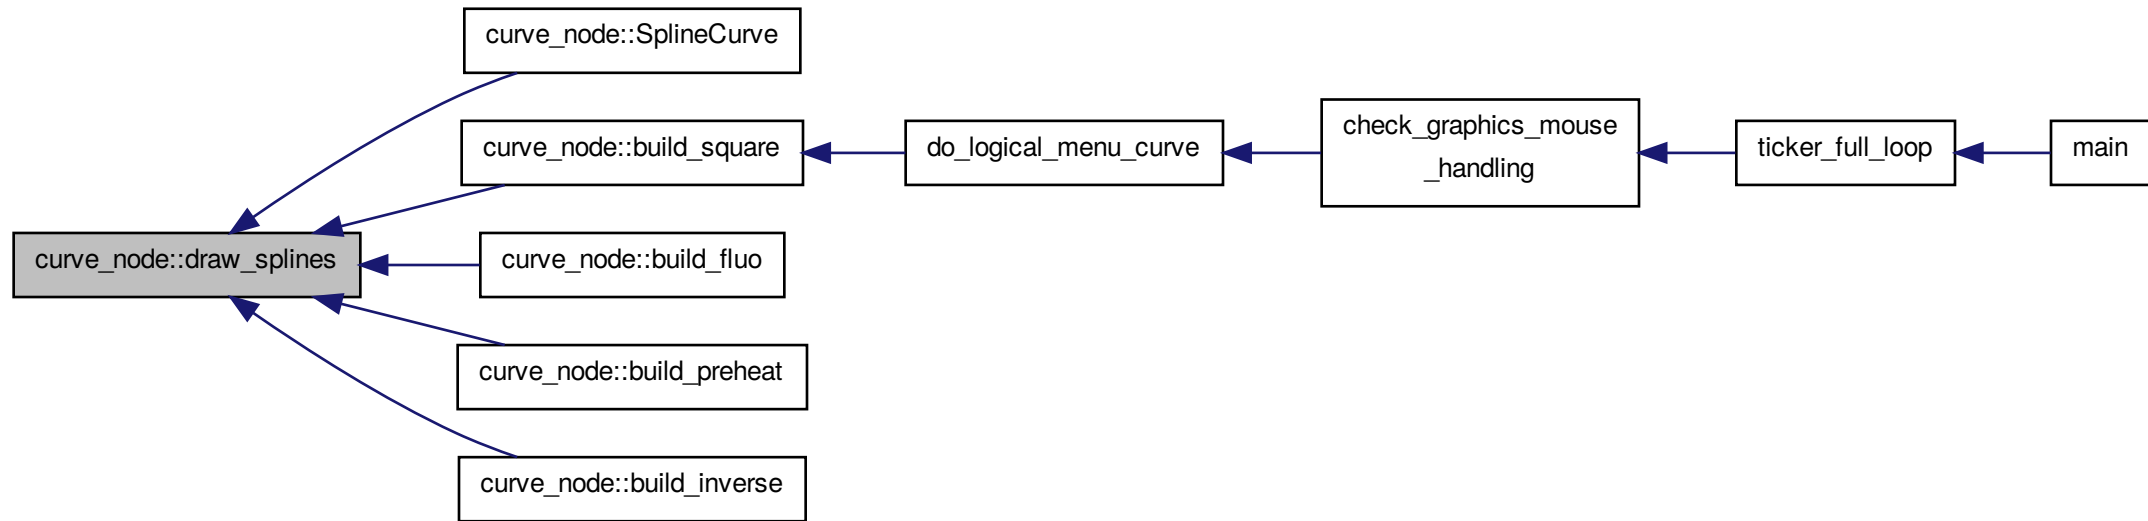 curve_node::SplineCurve
curve_node::build_square
do_logical_menu_curve
check_graphics_mouse
_handling
ticker_full_loop
main
curve_node::draw_splines
curve_node::build_fluo
curve_node::build_preheat
curve_node::build_inverse